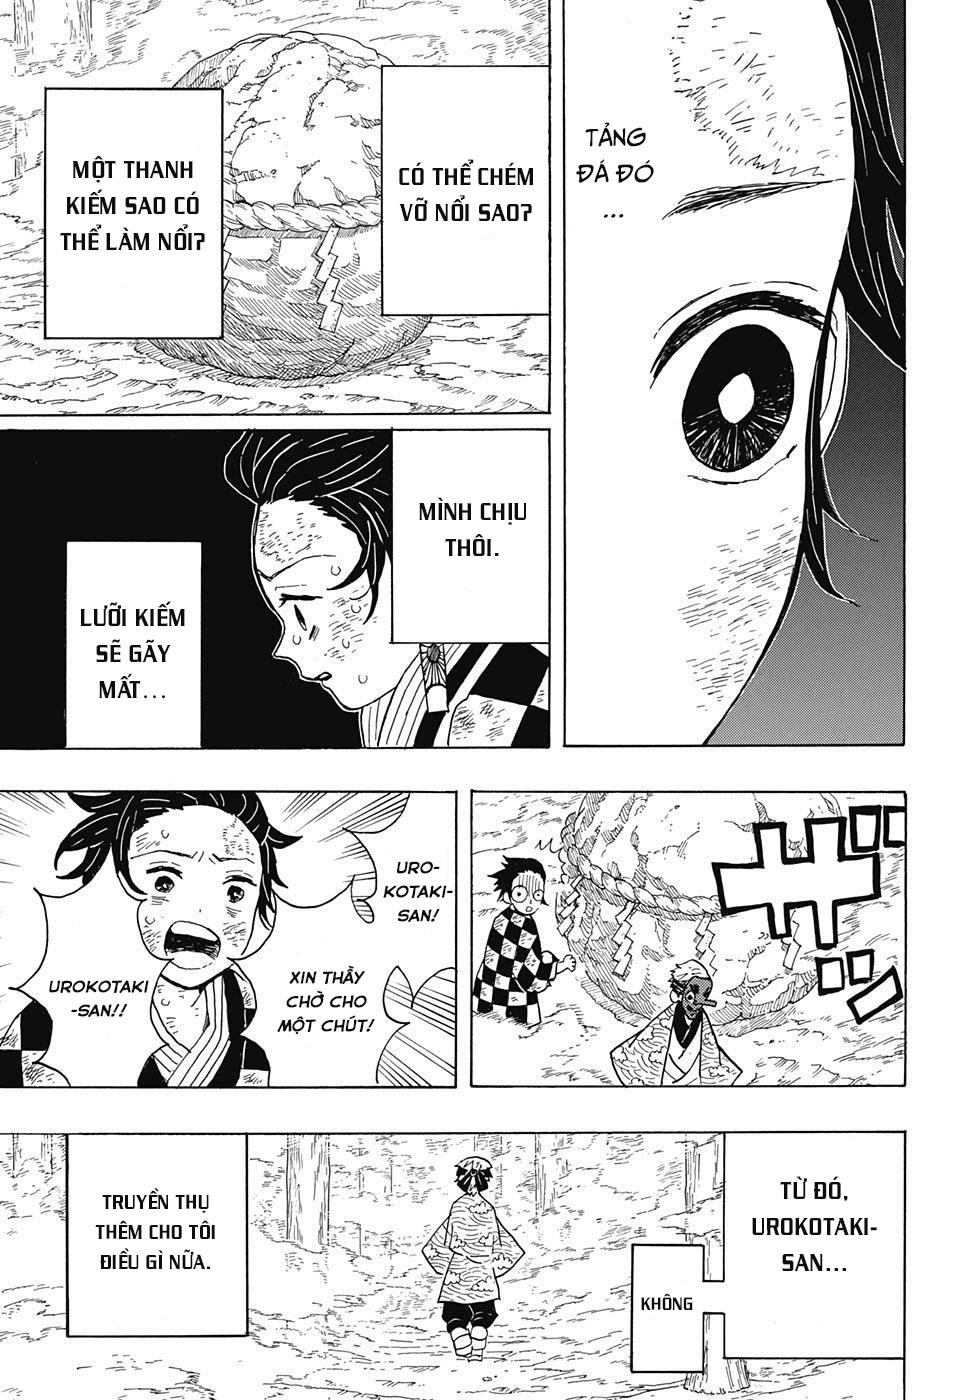 TẢNG
ĐÁ ĐÓ
...
CÓ THỂ CHÉM
VỠ NỔI SAO?
MỘT THANH
KIẾM SAO CÓ
THỂ LÀM NỔI?
MÌNH CHỊU
THÔI.
LƯỠI KIẾM
SẼ GÃY
MẤT...
URO-
KOTAKI-
SAN!
XIN THẦY
CHỜ CHO
MỘT CHÚT!
UROKOTAKI
-SAN!!
TỪ ĐÓ,
UROKOTAKI-
SAN...
KHÔNG
TRUYỀN THỤ
THÊM CHO TÔI
ĐIỀU GÌ NỮA.